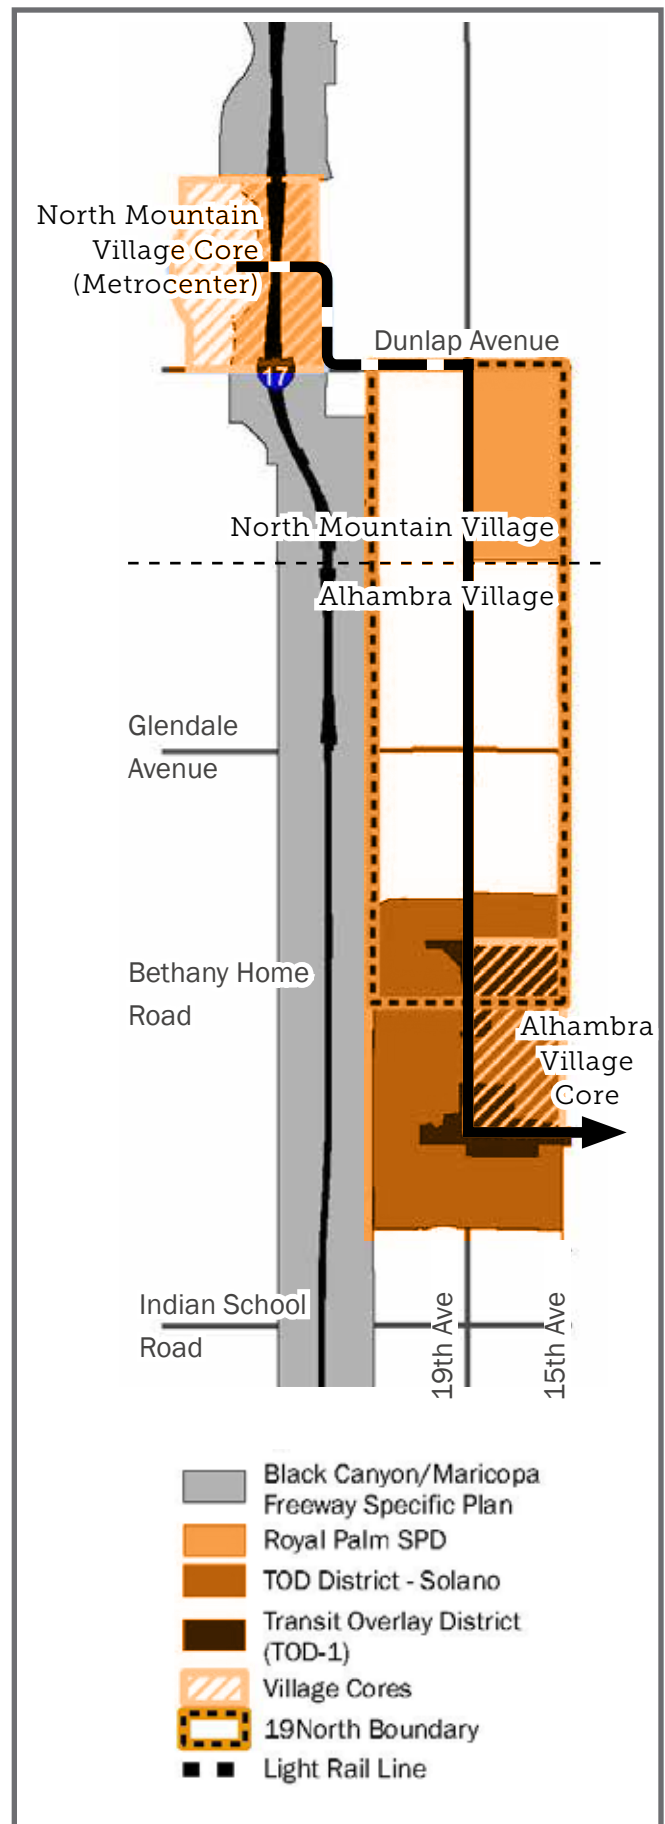 North Mountain
Village Core
(Metrocenter)
Dunlap Avenue
17
North Mountain Village
Alhambra Village
Glendale
Avenue
Bethany Home
Road
Alhambra
Village
Core
Indian School
Road
19th Ave
15th Ave
Black Canyon/Maricopa
Freeway Specific Plan
Royal Palm SPD
TOD District - Solano
Transit Overlay District
(TOD-1)
Village Cores
19North Boundary
Light Rail Line